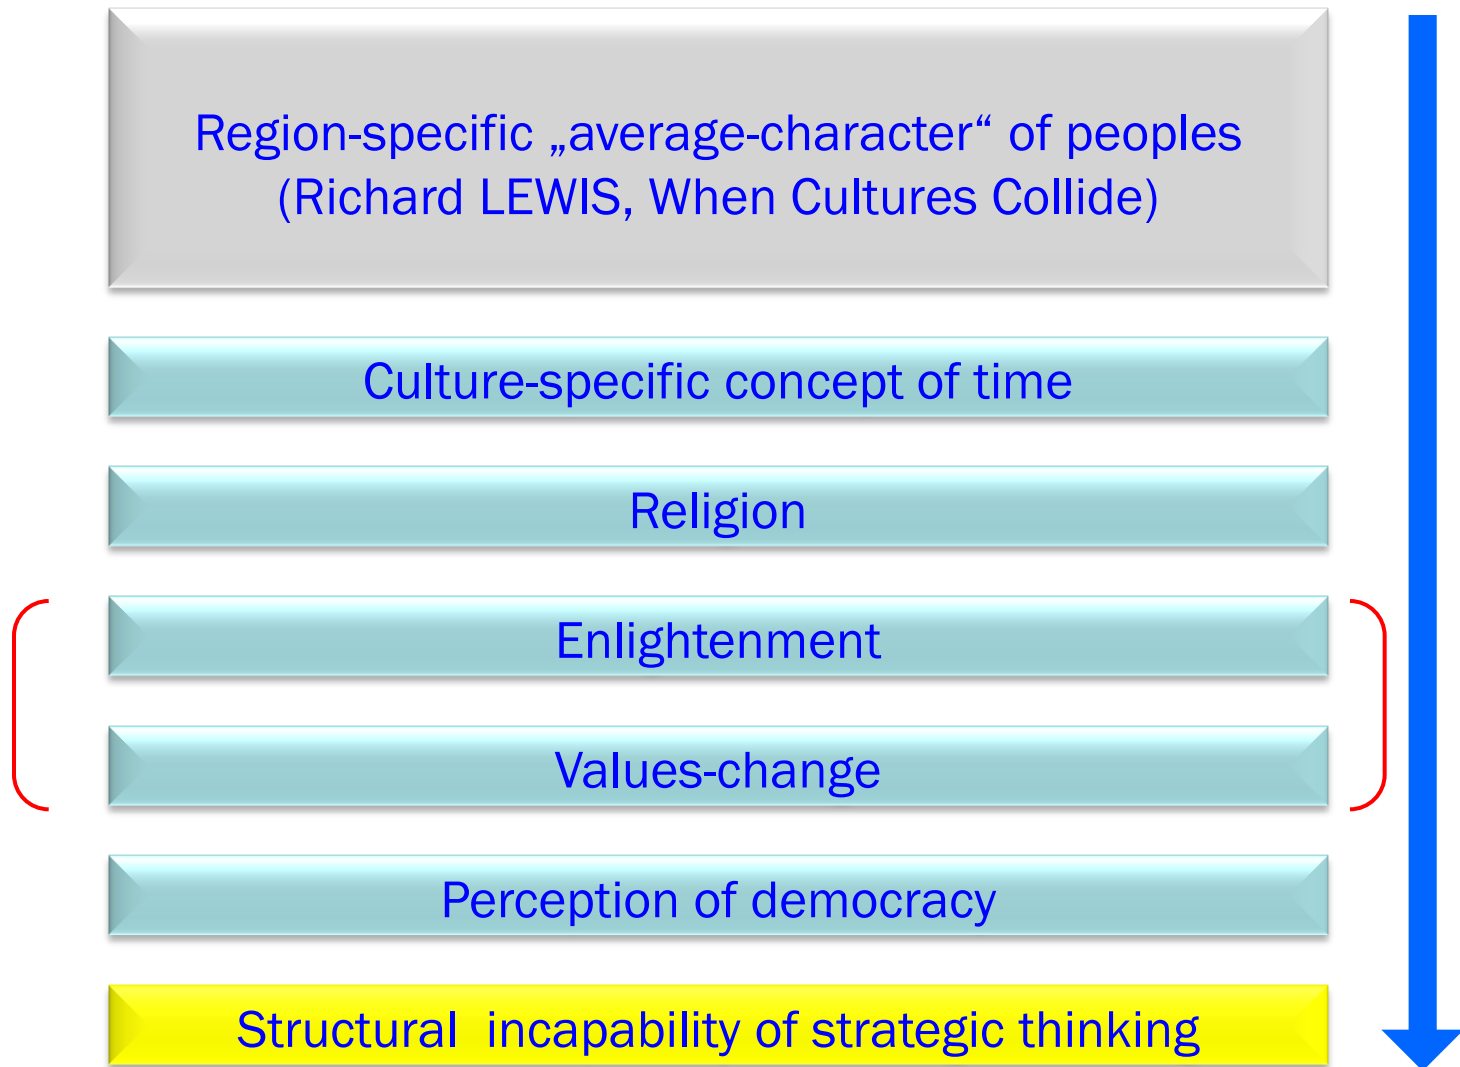 Region-specific „average-character“ of peoples
(Richard LEWIS, When Cultures Collide)
Culture-specific concept of time
Religion
Enlightenment
Values-change
Perception of democracy
Structural  incapability of strategic thinking